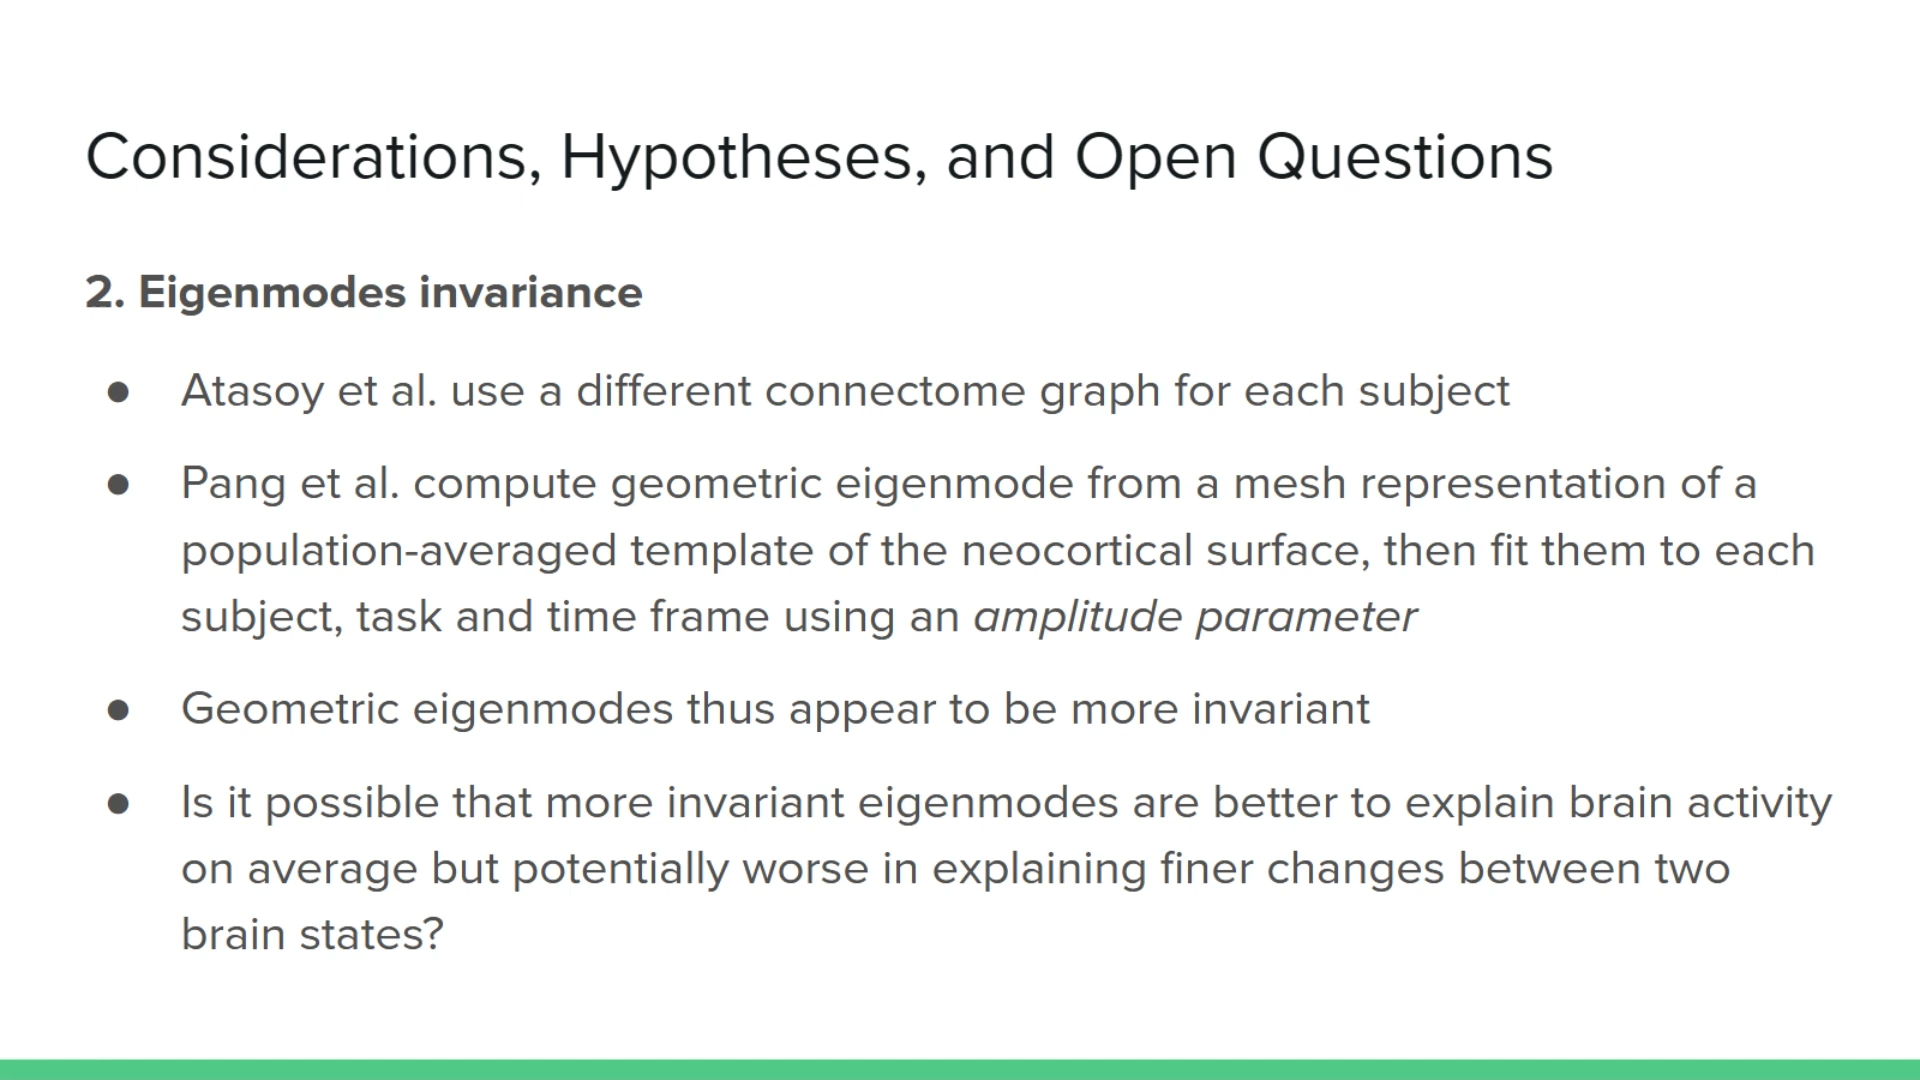 Considerations, Hypotheses, and Open Questions
2. Eigenmodes invariance
● Atasoy et al. use a different connectome graph for each subject
● Pang et al. compute geometric eigenmode from a mesh representation of a
population-averaged template of the neocortical surface, then fit them to each
subject, task and time frame using an amplitude parameter
● Geometric eigenmodes thus appear to be more invariant
● Is it possible that more invariant eigenmodes are better to explain brain activity
on average but potentially worse in explaining finer changes between two
brain states?